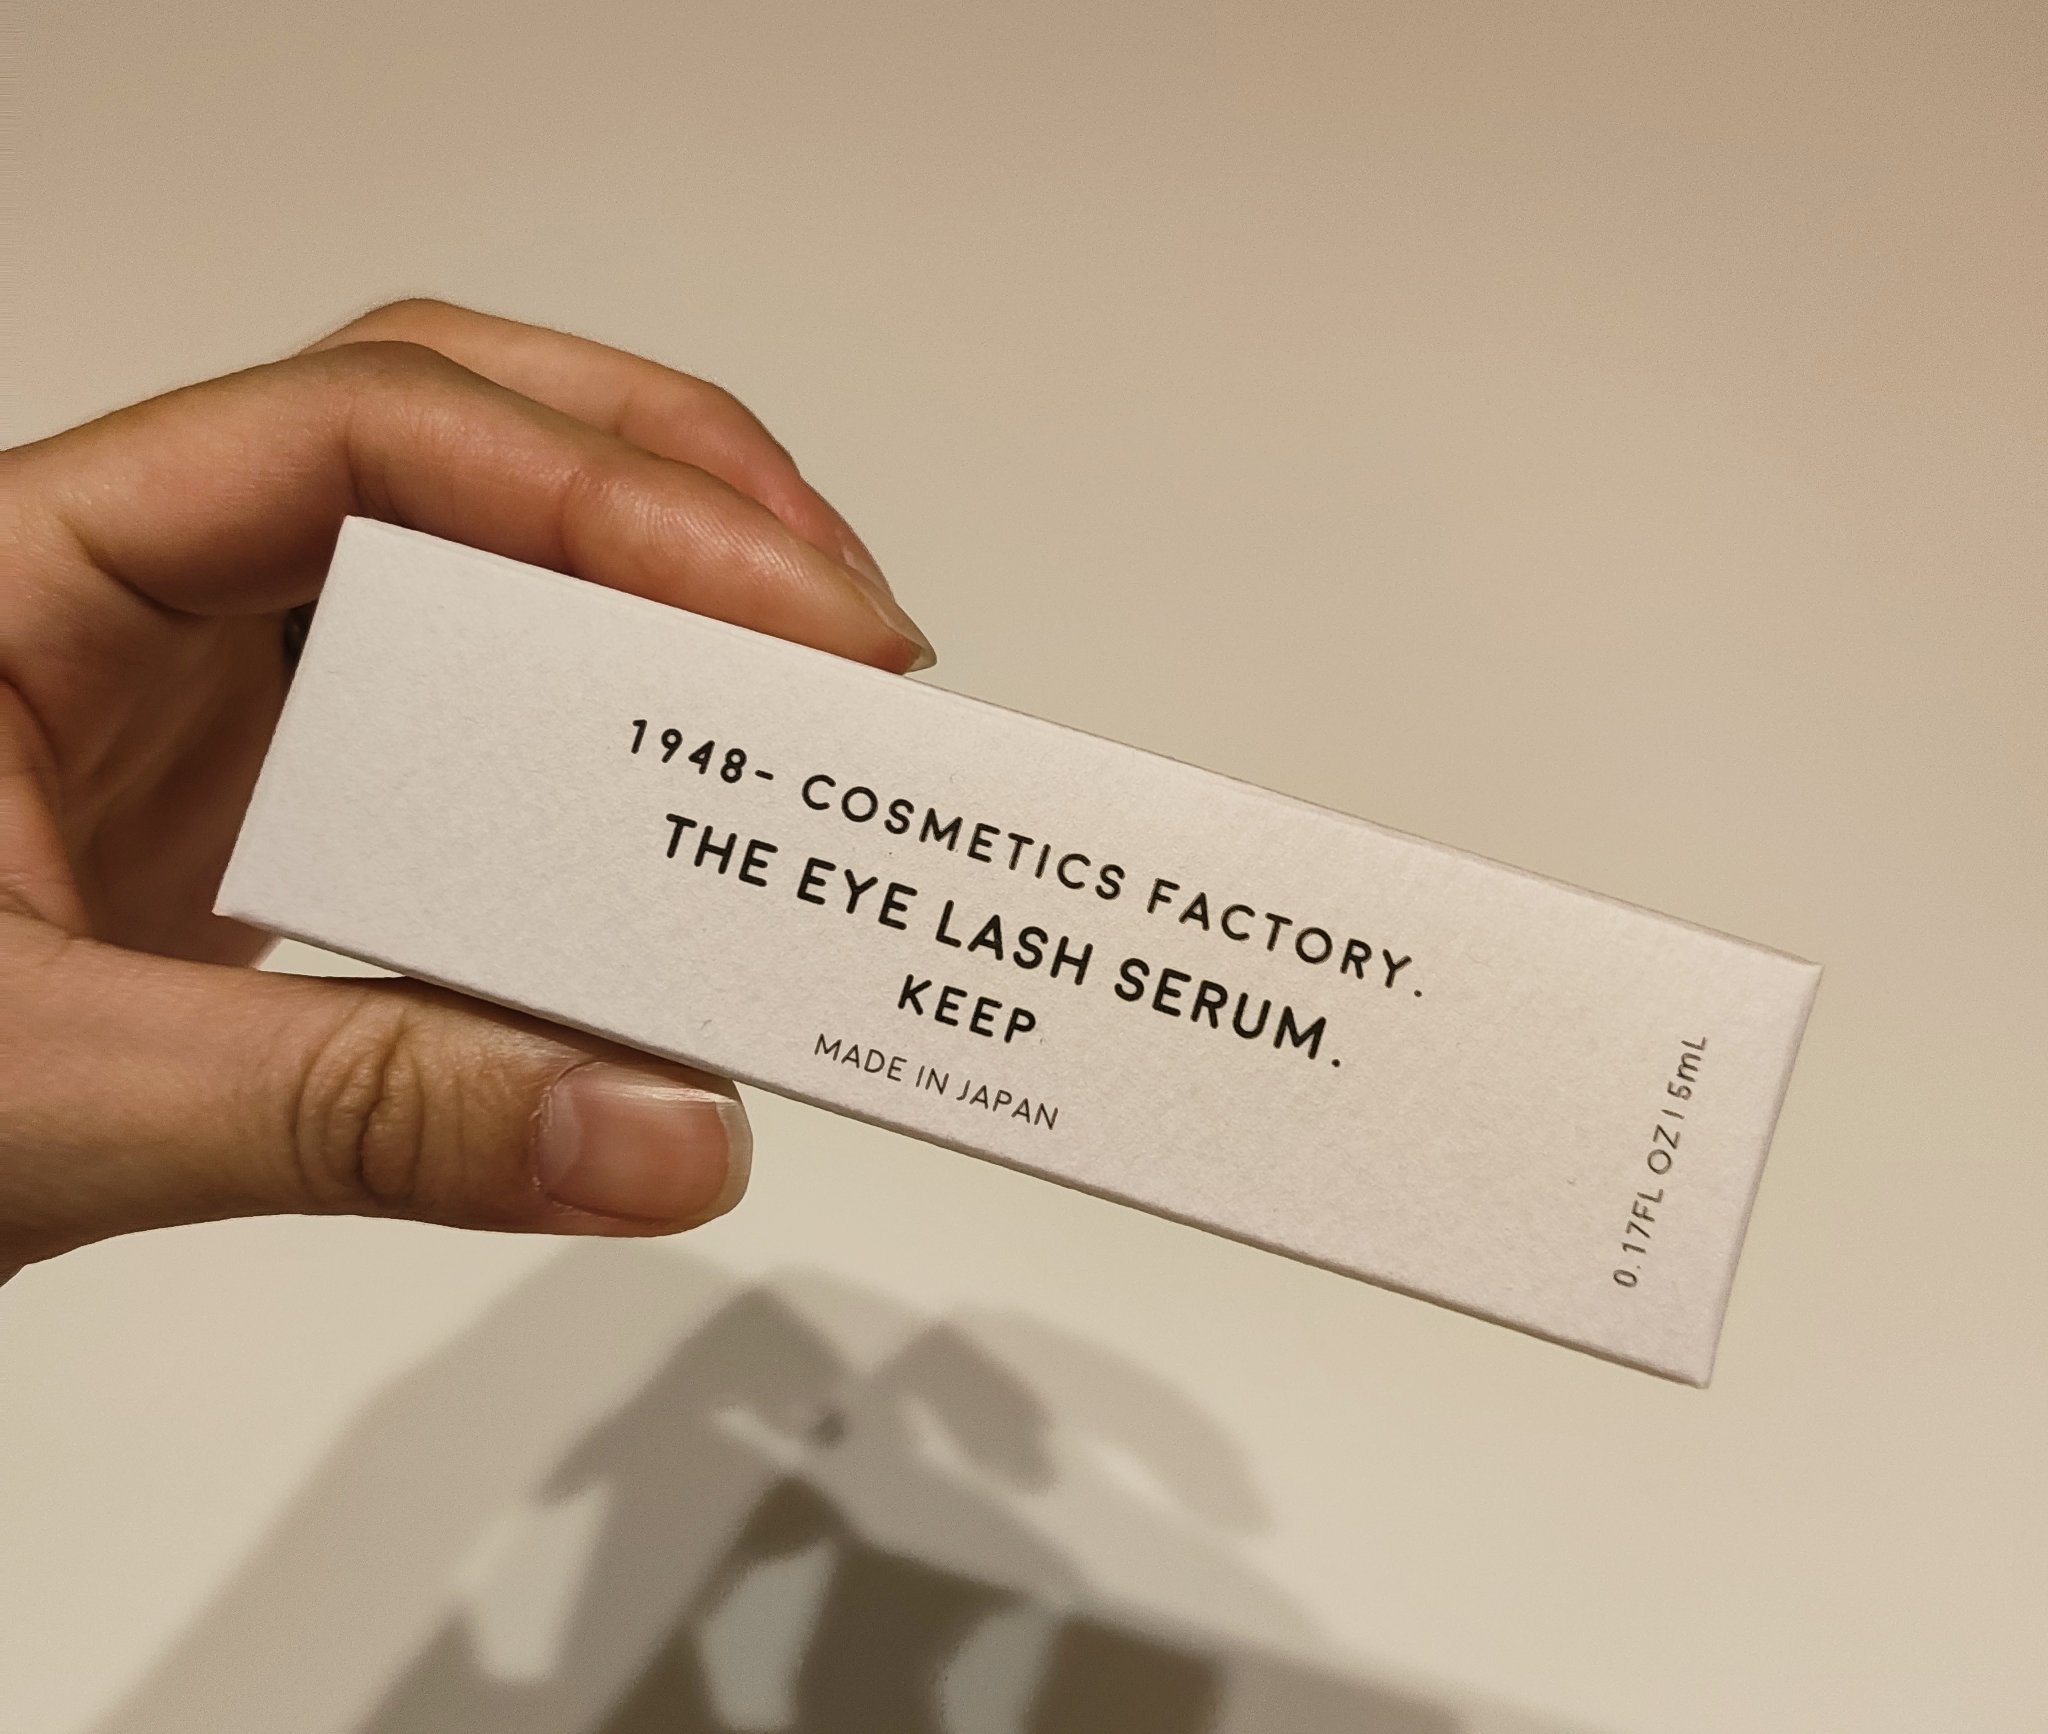 1948- COSMETICS FACTORY.
THE EYE LASH SERUM.
KEEP
MADE IN JAPAN
0.17FL OZ | 5mL